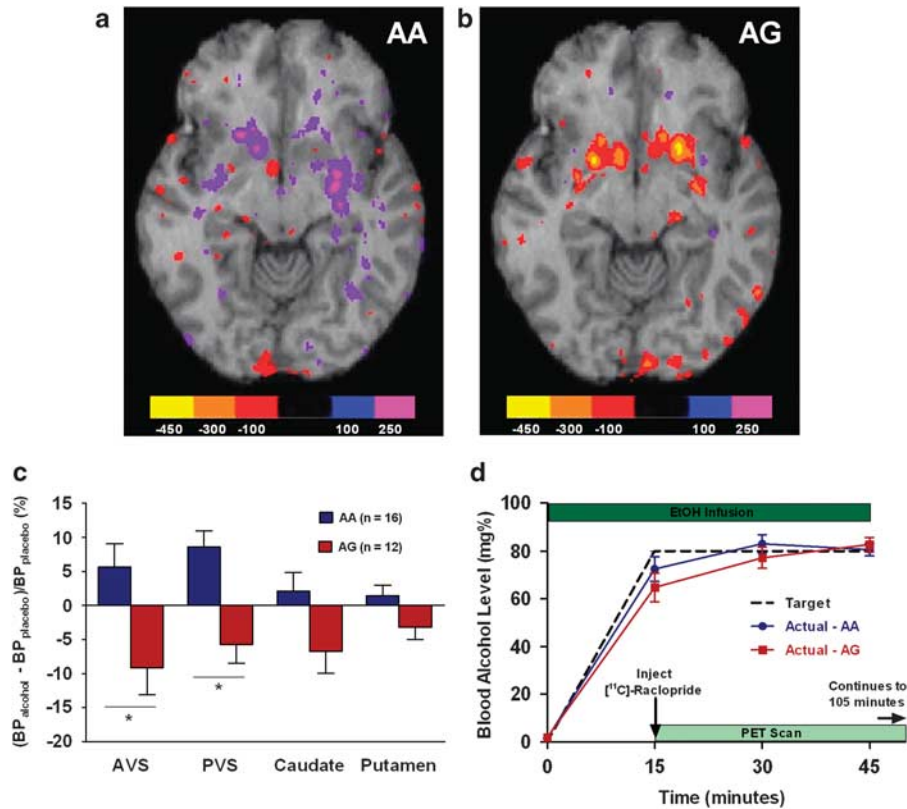 a AA
b AG
-450 -300 -100 100 250
-450 -300 -100 100 250
c
(BPalcohol - BPplacebo)/BPplacebo (%)
15
10
5
0
-5
-10
-15
-20
AA (n = 16)
AG (n = 12)
*
*
AVS PVS Caudate Putamen
d
Blood Alcohol Level (mg%)
100
80
60
40
20
0
EtOH Infusion
Target
Actual - AA
Actual - AG
Inject
[¹¹C]-Raclopride
Continues to
105 minutes
PET Scan
0 15 30 45
Time (minutes)